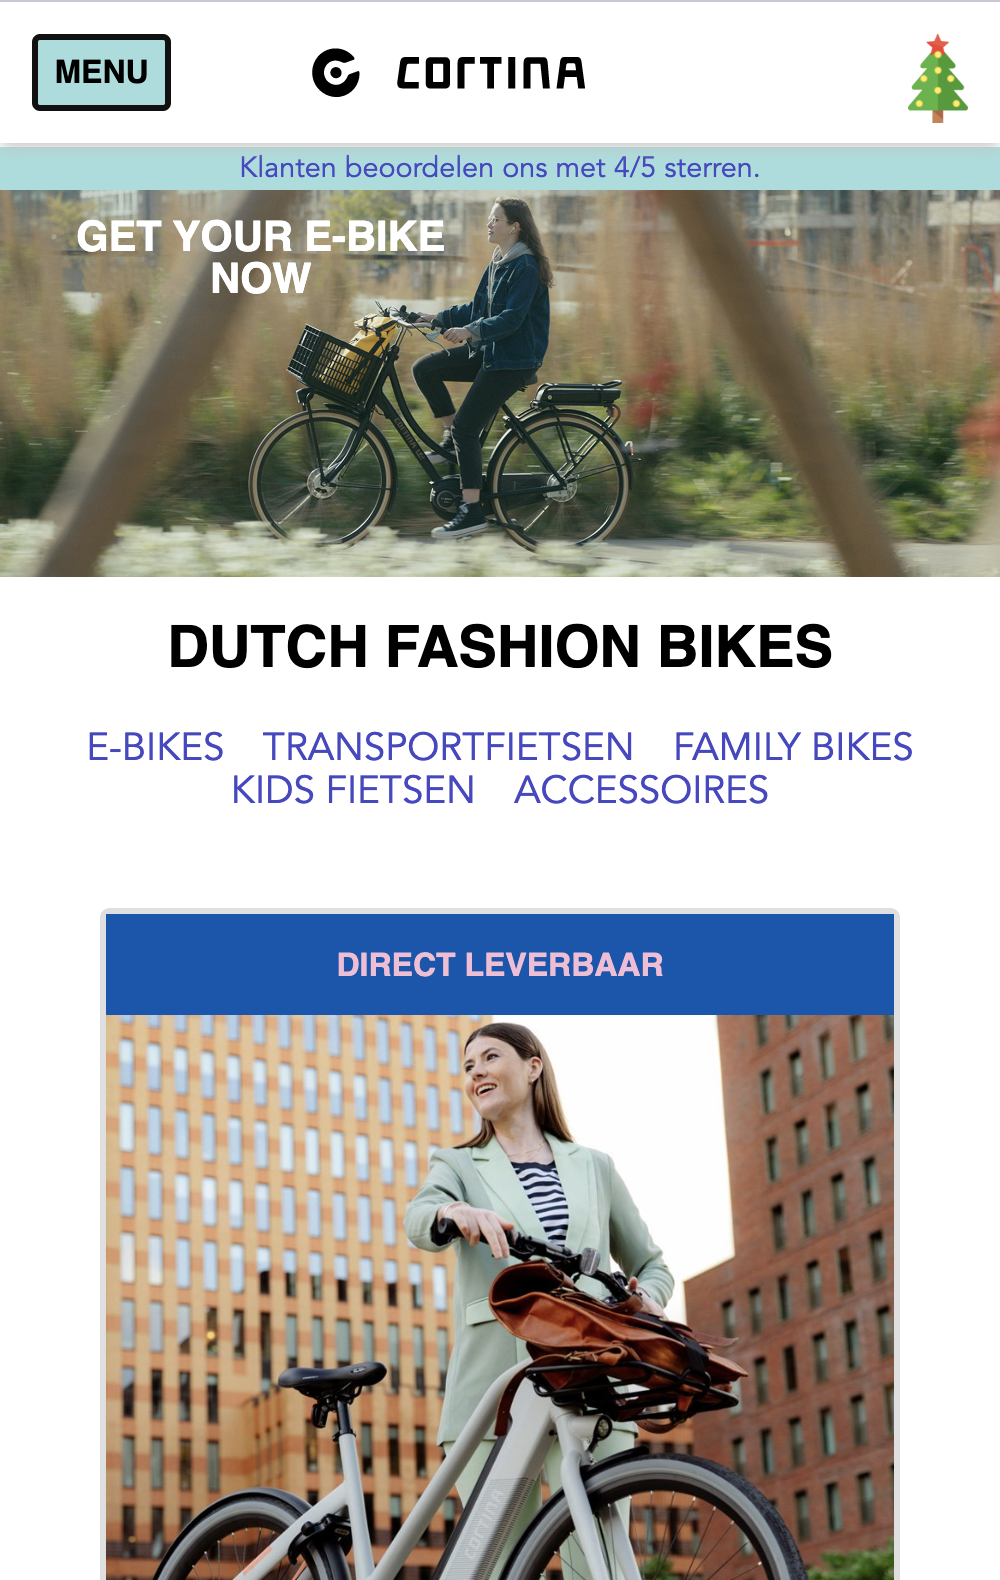 MENU
CORTINA
Klanten beoordelen ons met 4/5 sterren.
GET YOUR E-BIKE
NOW
DUTCH FASHION BIKES
E-BIKES TRANSPORTFIETSEN FAMILY BIKES
KIDS FIETSEN ACCESSOIRES
DIRECT LEVERBAAR
CORTINA